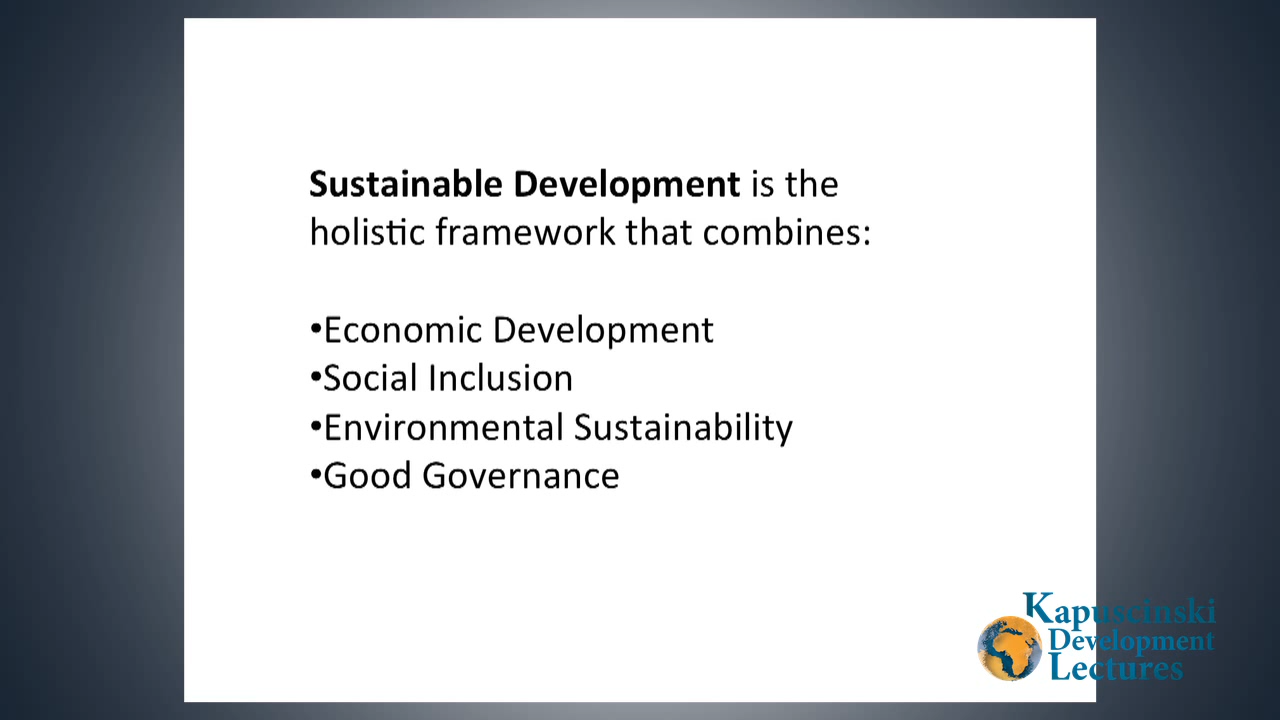 Sustainable Development is the
holistic framework that combines:
•Economic Development
•Social Inclusion
•Environmental Sustainability
•Good Governance
Kapuscinski
Development
Lectures